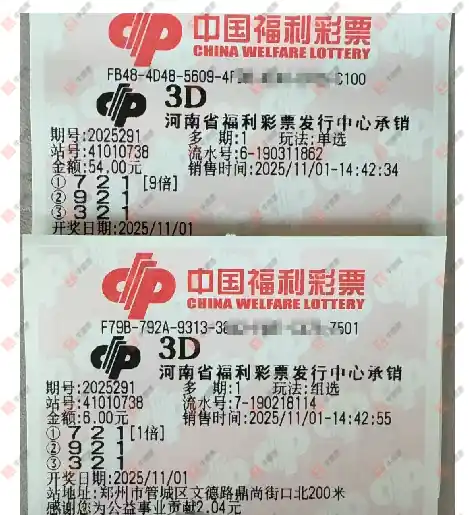 中国福利彩票
CHINA WELFARE LOTTERY
FB48-4D48-5609-4F C100
3D
河南省福利彩票发行中心承销
期号:2025291 多 期:1 玩法:单选
站号:41010738 流水号:6-190311862
金额:54.00元 销售时间:2025/11/01-14:42:34
① 7 2 1 [9倍]
② 9 2 1
③ 3 2 1
开奖日期:2025/11/01
中国福利彩票
CHINA WELFARE LOTTERY
F79B-792A-9313-38 7501
3D
河南省福利彩票发行中心承销
期号:2025291 多 期:1 玩法:组选
站号:41010738 流水号:7-190218114
金额:6.00元 销售时间:2025/11/01-14:42:55
① 7 2 1 [1倍]
② 9 2 1
③ 3 2 1
开奖日期:2025/11/01
站地址:郑州市管城区文德路鼎尚街口北200米
感谢您为公益事业贡献2.04元